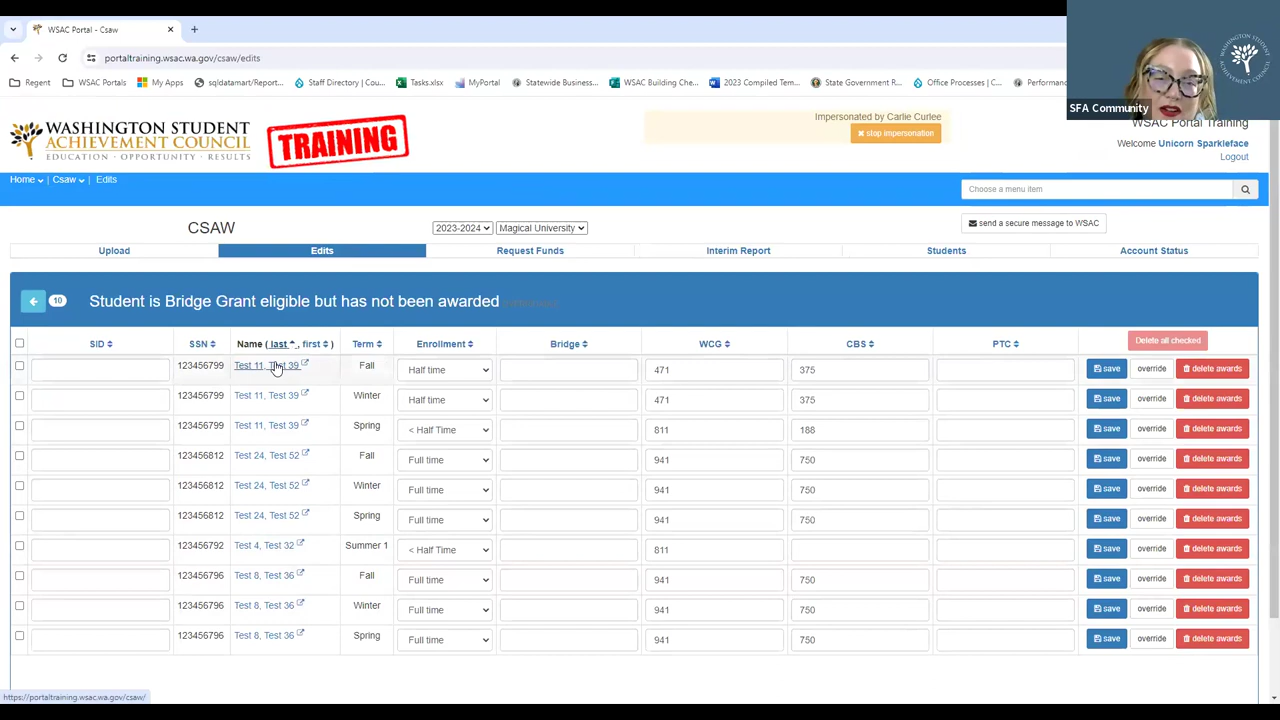 WSAC Portal - Csaw
portaltraining.wsac.wa.gov/csaw/edits
Regent
WSAC Portals
My Apps
sqldatamart/Report...
Staff Directory | Cou...
Tasks.xlsx
MyPortal
Statewide Business...
WSAC Building Che...
2023 Compiled Tem...
State Government R...
Office Processes | C...
Performanc
SFA Community
WASHINGTON STUDENT
ACHIEVEMENT COUNCIL
EDUCATION · OPPORTUNITY · RESULTS
TRAINING
Impersonated by Carlie Curlee
stop impersonation
WSAC Portal Training
Welcome Unicorn Sparkleface
Logout
Home | Csaw | Edits
Choose a menu item
CSAW
2023-2024
Magical University
send a secure message to WSAC
Upload Edits Request Funds Interim Report Students Account Status
10 Student is Bridge Grant eligible but has not been awarded
SID SSN Name ( last , first ) Term Enrollment Bridge WCG CBS PTC Delete all checked
123456799 Test 11, Test 39 Fall Half time 471 375 save override delete awards
123456799 Test 11, Test 39 Winter Half time 471 375 save override delete awards
123456799 Test 11, Test 39 Spring < Half Time 811 188 save override delete awards
123456812 Test 24, Test 52 Fall Full time 941 750 save override delete awards
123456812 Test 24, Test 52 Winter Full time 941 750 save override delete awards
123456812 Test 24, Test 52 Spring Full time 941 750 save override delete awards
123456792 Test 4, Test 32 Summer 1 < Half Time 811 save override delete awards
123456796 Test 8, Test 36 Fall Full time 941 750 save override delete awards
123456796 Test 8, Test 36 Winter Full time 941 750 save override delete awards
123456796 Test 8, Test 36 Spring Full time 941 750 save override delete awards
https://portaltraining.wsac.wa.gov/csaw/